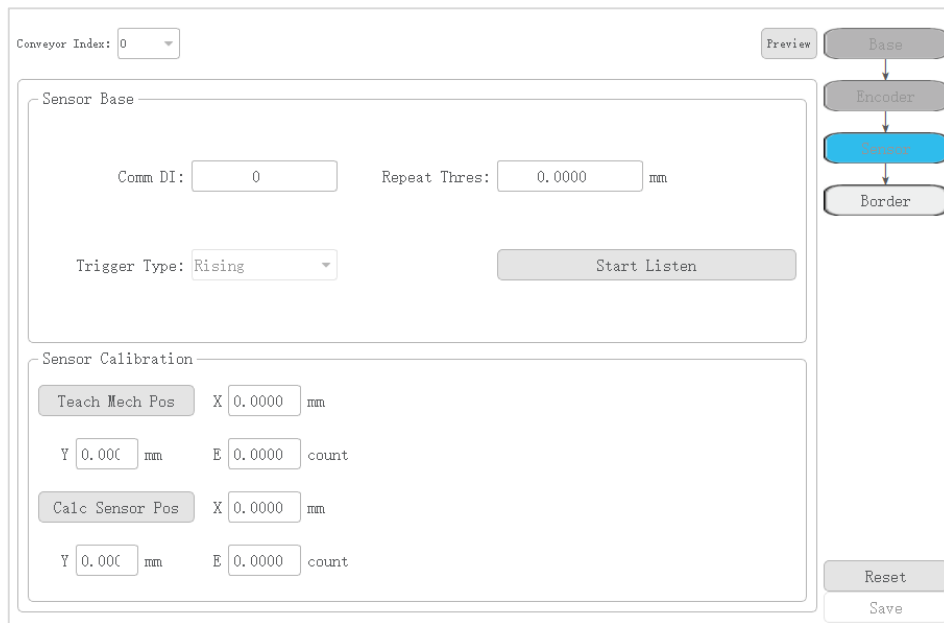 Conveyor Index: 0
Preview
Base
Encoder
Sensor
Border
Sensor Base
Comm DI: 0
Repeat Thres: 0.0000 mm
Trigger Type: Rising
Start Listen
Sensor Calibration
Teach Mech Pos X 0.0000 mm
Y 0.000 mm E 0.0000 count
Calc Sensor Pos X 0.0000 mm
Y 0.000 mm E 0.0000 count
Reset
Save